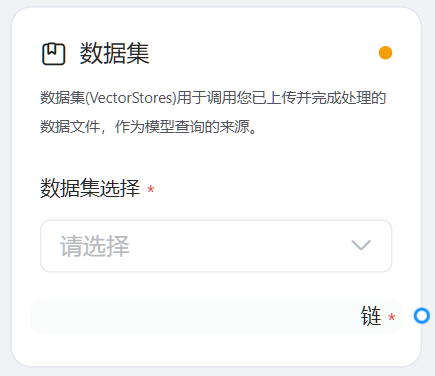 数据集
数据集(VectorStores)用于调用您已上传并完成处理的
数据文件，作为模型查询的来源。
数据集选择 *
请选择
链 *